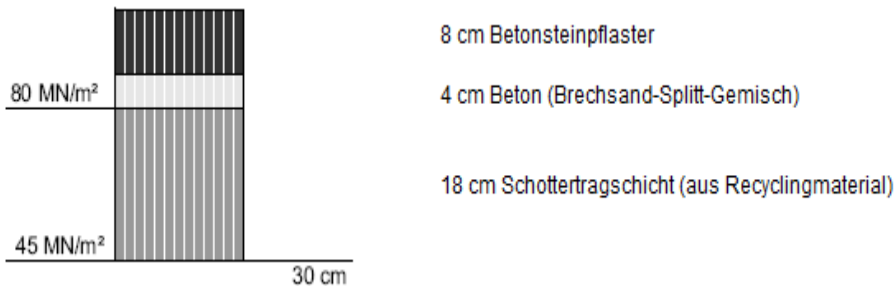 8 cm Betonsteinpflaster
80 MN/m²
4 cm Beton (Brechsand-Splitt-Gemisch)
18 cm Schottertragschicht (aus Recyclingmaterial)
45 MN/m²
30 cm